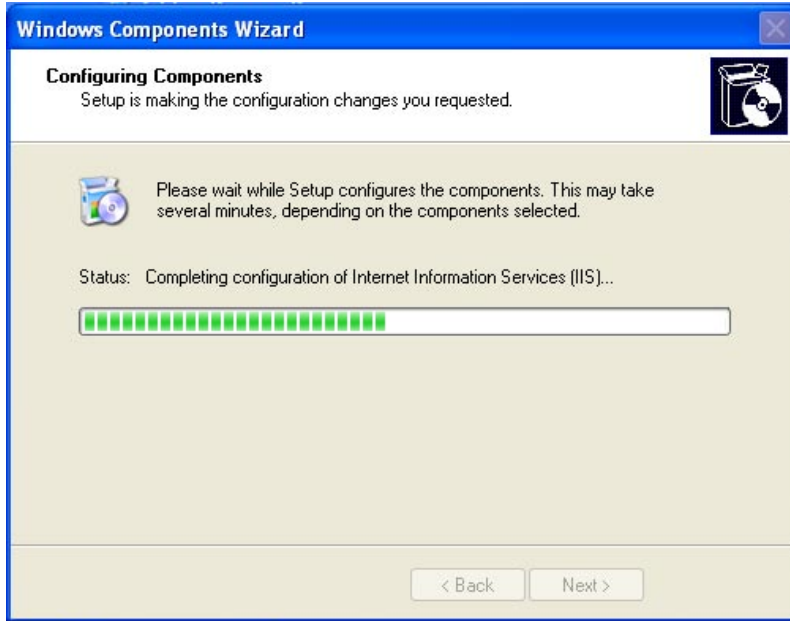 Windows Components Wizard
Configuring Components
Setup is making the configuration changes you requested.
Please wait while Setup configures the components. This may take
several minutes, depending on the components selected.
Status: Completing configuration of Internet Information Services (IIS)...
< Back Next >